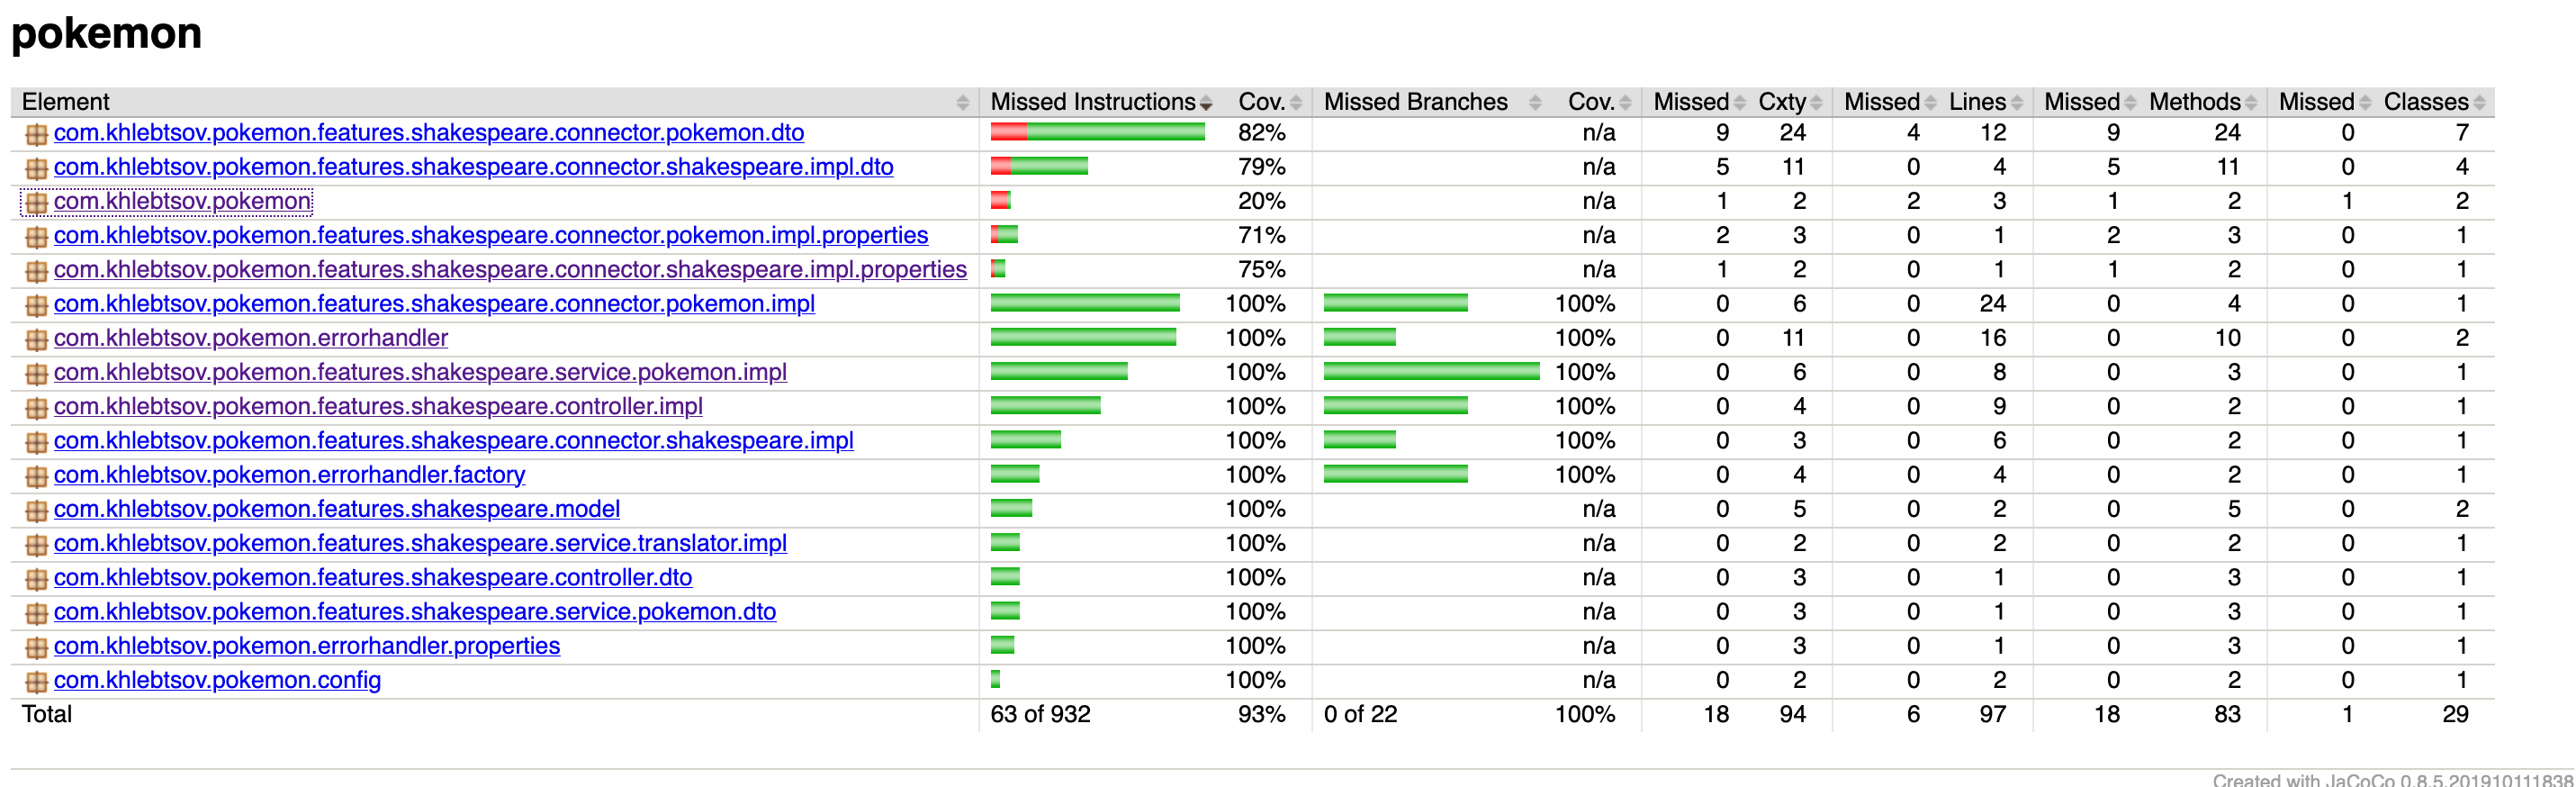 pokemon
Element Missed Instructions Cov. Missed Branches Cov. Missed Cxty Missed Lines Missed Methods Missed Classes
com.khlebtsov.pokemon.features.shakespeare.connector.pokemon.dto 82% n/a 9 24 4 12 9 24 0 7
com.khlebtsov.pokemon.features.shakespeare.connector.shakespeare.impl.dto 79% n/a 5 11 0 4 5 11 0 4
com.khlebtsov.pokemon 20% n/a 1 2 2 3 1 2 1 2
com.khlebtsov.pokemon.features.shakespeare.connector.pokemon.impl.properties 71% n/a 2 3 0 1 2 3 0 1
com.khlebtsov.pokemon.features.shakespeare.connector.shakespeare.impl.properties 75% n/a 1 2 0 1 1 2 0 1
com.khlebtsov.pokemon.features.shakespeare.connector.pokemon.impl 100% 100% 0 6 0 24 0 4 0 1
com.khlebtsov.pokemon.errorhandler 100% 100% 0 11 0 16 0 10 0 2
com.khlebtsov.pokemon.features.shakespeare.service.pokemon.impl 100% 100% 0 6 0 8 0 3 0 1
com.khlebtsov.pokemon.features.shakespeare.controller.impl 100% 100% 0 4 0 9 0 2 0 1
com.khlebtsov.pokemon.features.shakespeare.connector.shakespeare.impl 100% 100% 0 3 0 6 0 2 0 1
com.khlebtsov.pokemon.errorhandler.factory 100% 100% 0 4 0 4 0 2 0 1
com.khlebtsov.pokemon.features.shakespeare.model 100% n/a 0 5 0 2 0 5 0 2
com.khlebtsov.pokemon.features.shakespeare.service.translator.impl 100% n/a 0 2 0 2 0 2 0 1
com.khlebtsov.pokemon.features.shakespeare.controller.dto 100% n/a 0 3 0 1 0 3 0 1
com.khlebtsov.pokemon.features.shakespeare.service.pokemon.dto 100% n/a 0 3 0 1 0 3 0 1
com.khlebtsov.pokemon.errorhandler.properties 100% n/a 0 3 0 1 0 3 0 1
com.khlebtsov.pokemon.config 100% n/a 0 2 0 2 0 2 0 1
Total 63 of 932 93% 0 of 22 100% 18 94 6 97 18 83 1 29
Created with JaCoCo 0.8.5.201910111838